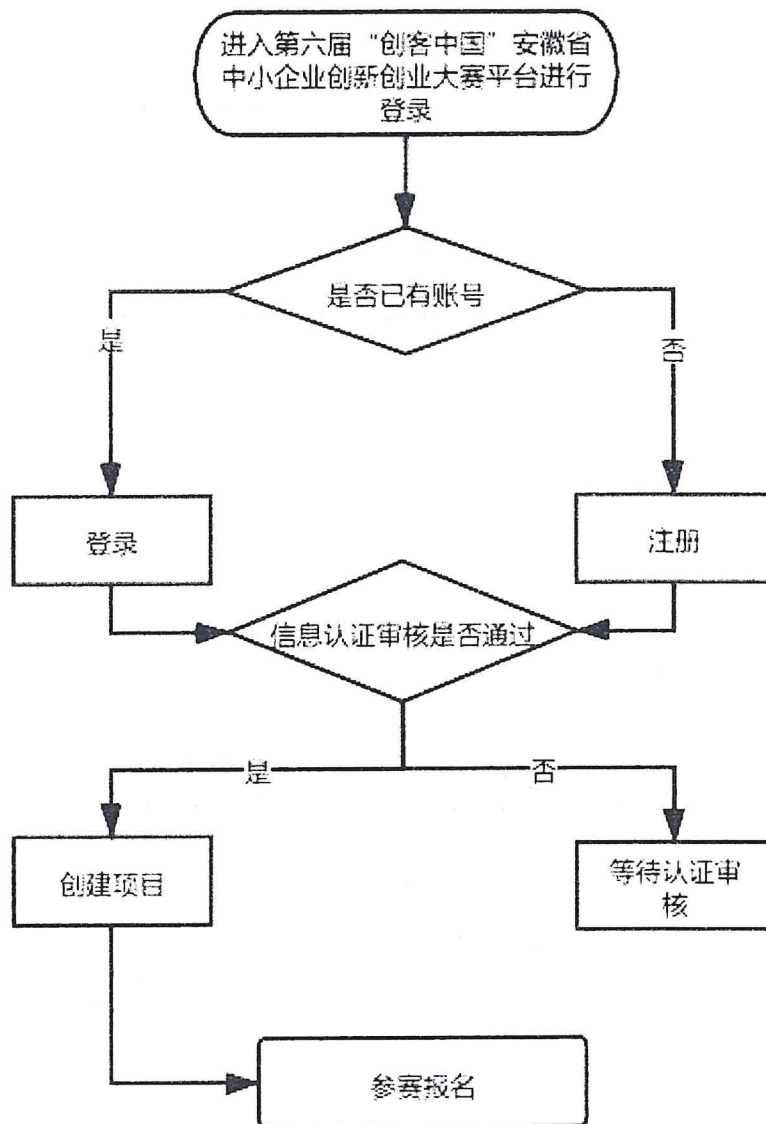 进入第六届“创客中国”安徽省
中小企业创新创业大赛平台进行
登录
是否已有账号
是
否
登录
注册
信息认证审核是否通过
是
否
创建项目
等待认证审
核
参赛报名